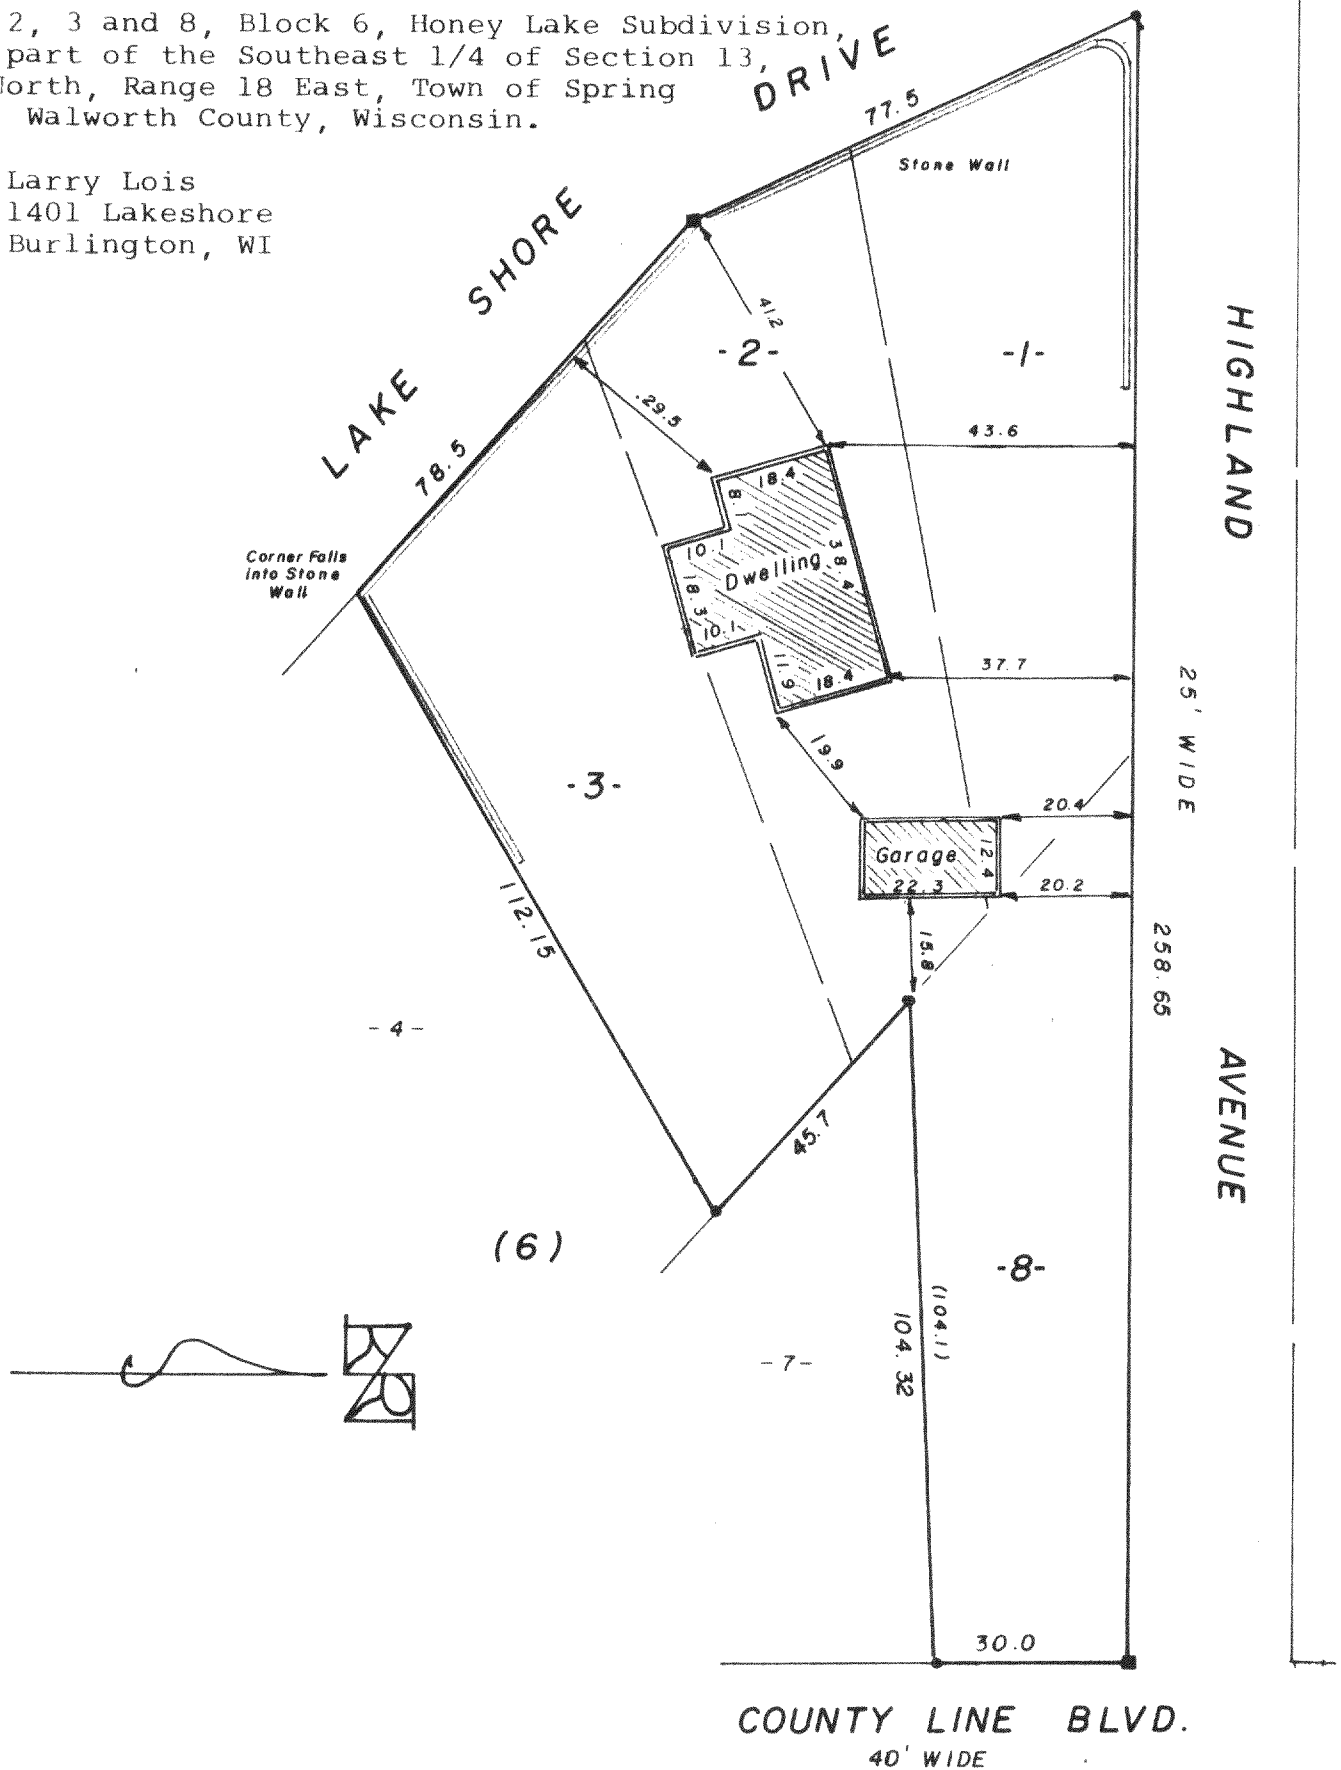 2, 3 and 8, Block 6, Honey Lake Subdivision,
part of the Southeast 1/4 of Section 13,
North, Range 18 East, Town of Spring
Walworth County, Wisconsin.
Larry Lois
1401 Lakeshore
Burlington, WI
LAKE SHORE DRIVE
77.5
Stone Wall
41.2
-2-
-1-
HIGHLAND
.29.5
43.6
78.5
18.4
8.1
Corner Falls
into Stone
Wall
10.1
Dwelling
38.4
18.3
10.1
11.9
18.4
37.7
25' WIDE
19.9
-3-
20.4
Garage
12.4
22.3
20.2
112.15
15.8
258.65
-4-
AVENUE
45.7
(6)
-8-
(104.1)
104.32
-7-
30.0
COUNTY LINE BLVD.
40' WIDE